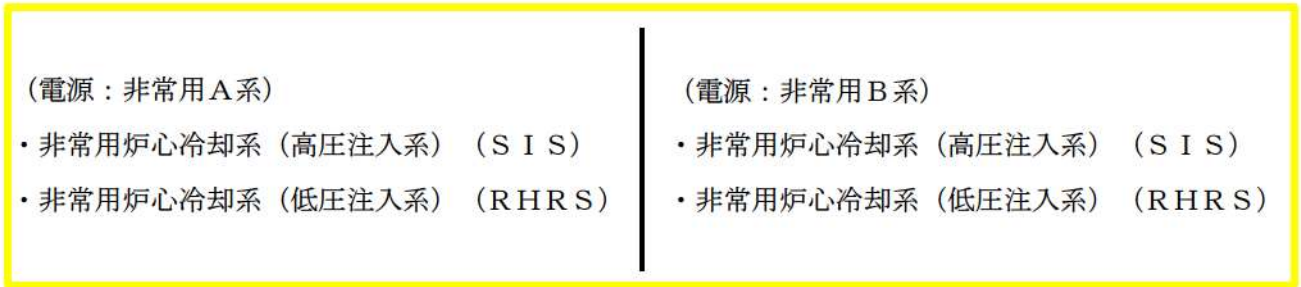 （電源：非常用Ａ系）
・非常用炉心冷却系（高圧注入系）（ＳＩＳ）
・非常用炉心冷却系（低圧注入系）（ＲＨＲＳ）
（電源：非常用Ｂ系）
・非常用炉心冷却系（高圧注入系）（ＳＩＳ）
・非常用炉心冷却系（低圧注入系）（ＲＨＲＳ）